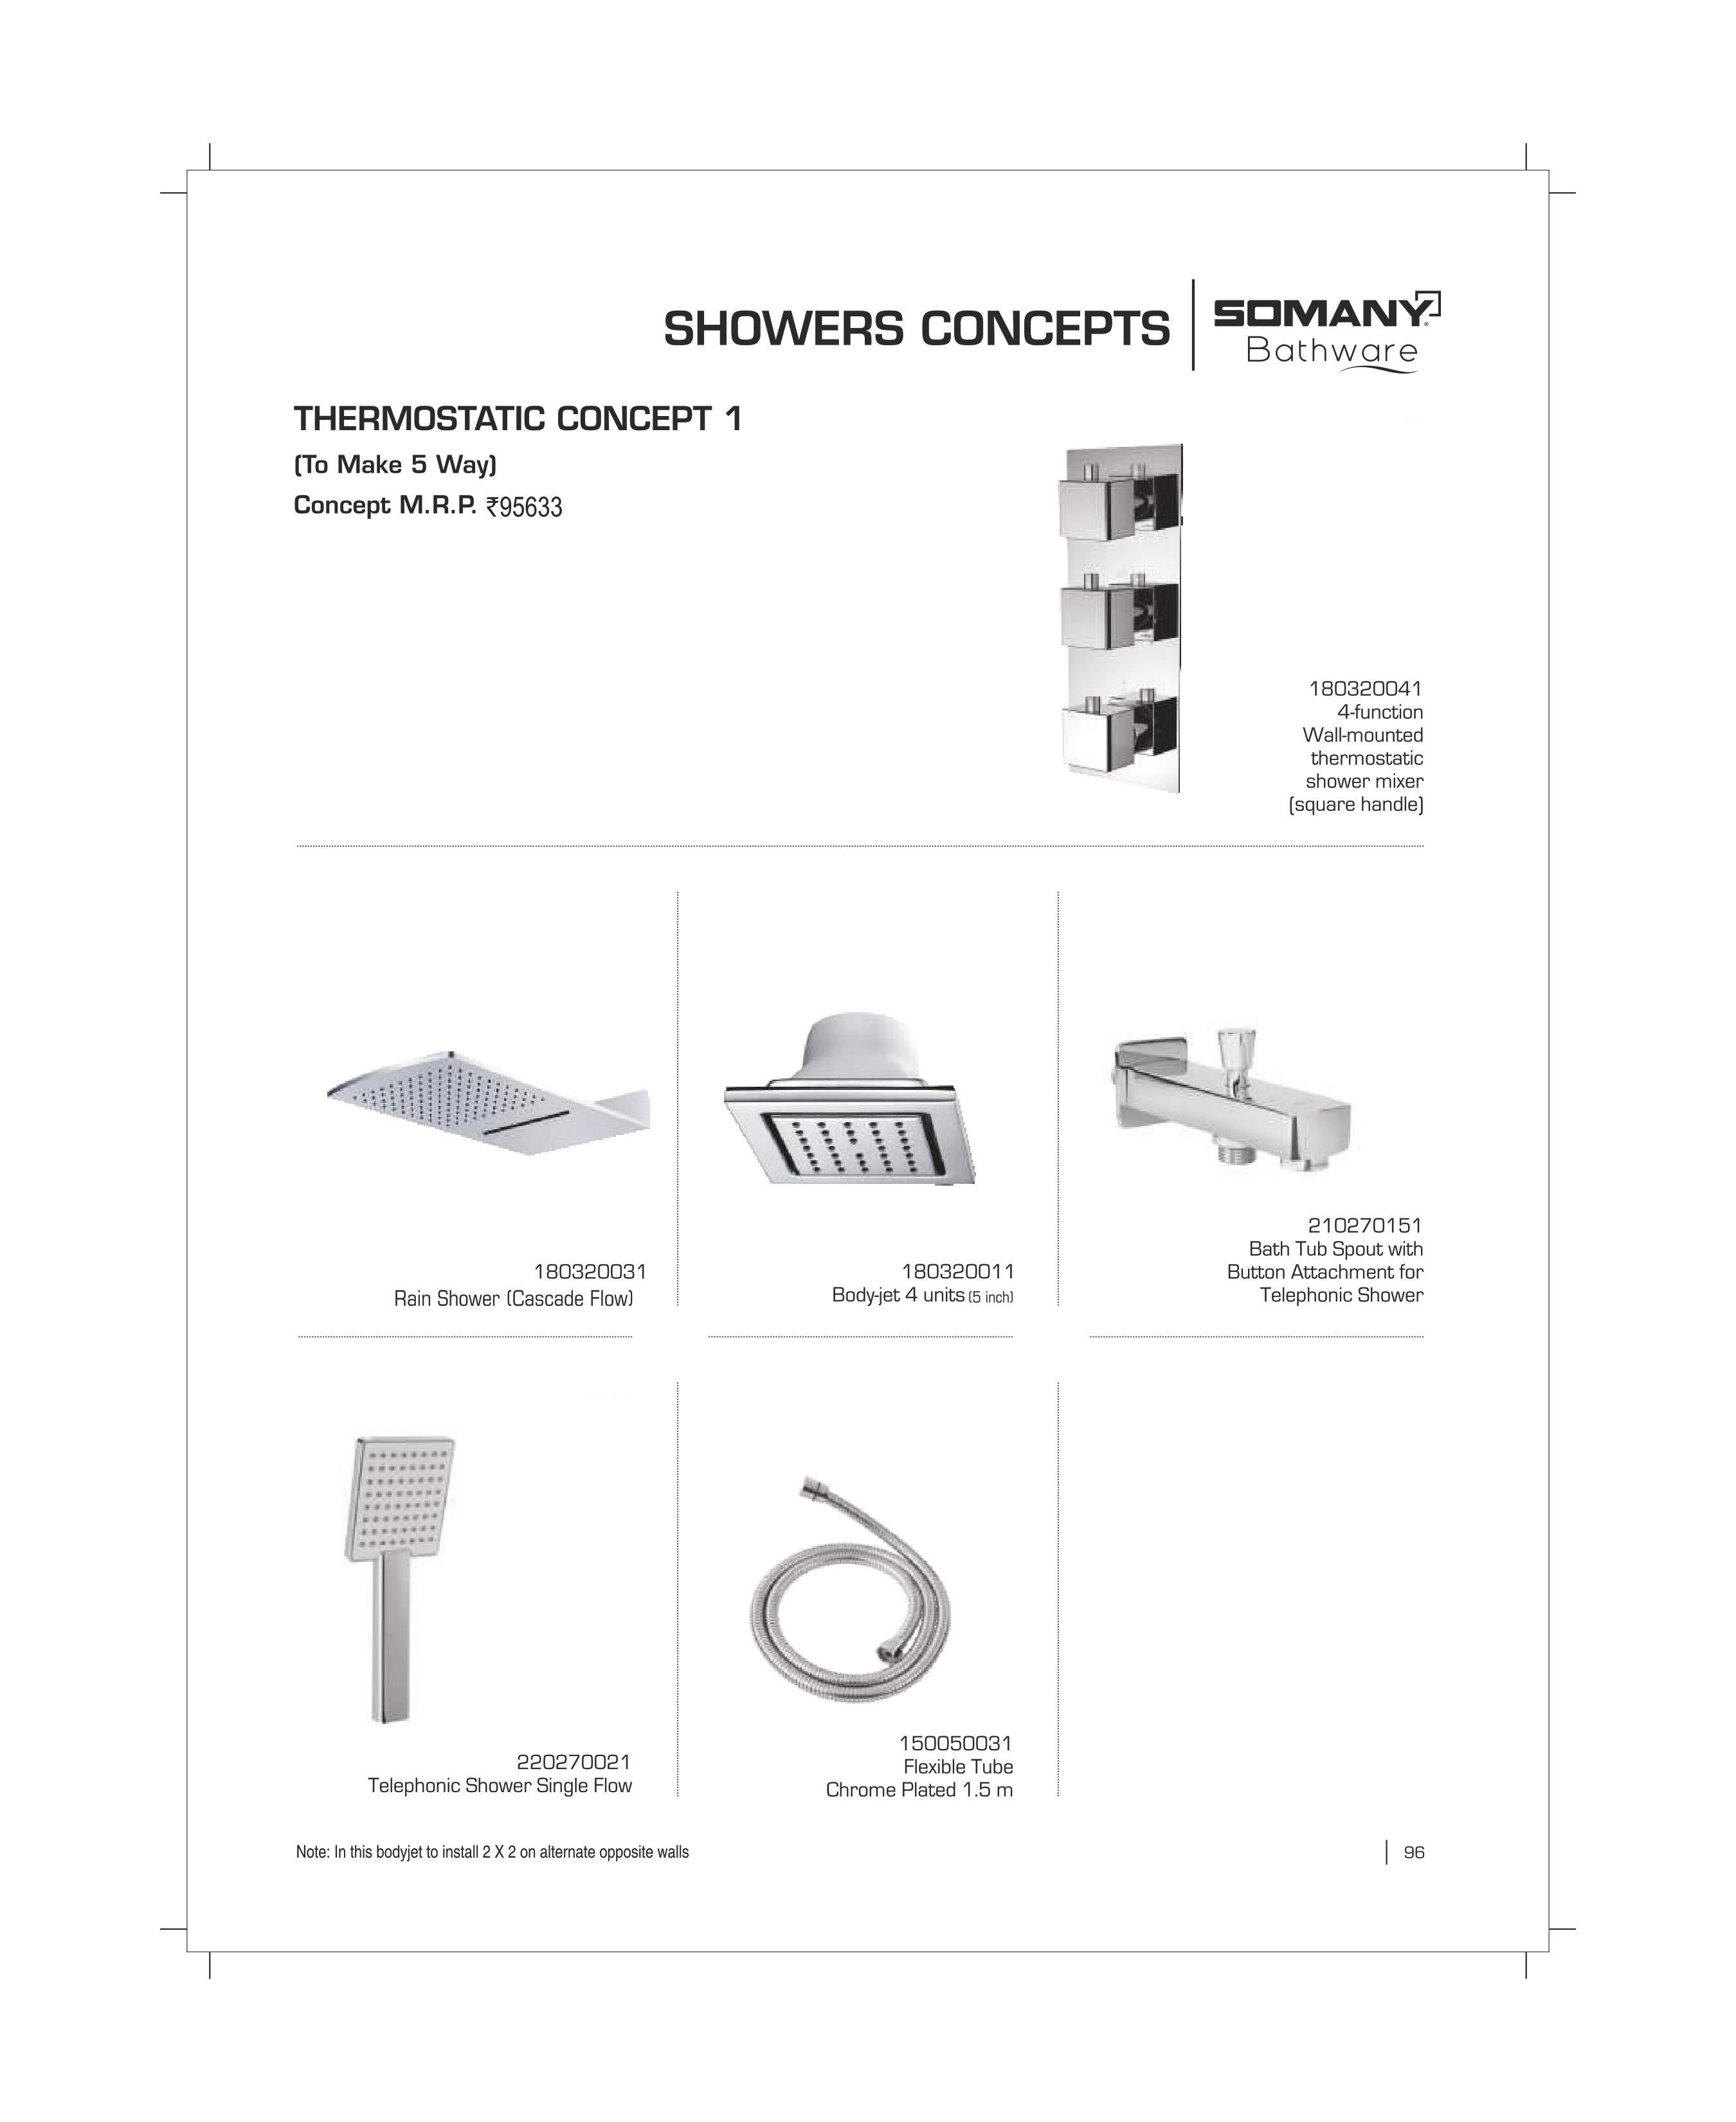 SHOWERS CONCEPTS
SOMANY®
Bathware
THERMOSTATIC CONCEPT 1
(To Make 5 Way)
Concept M.R.P. ₹95633
180320041
4-function
Wall-mounted
thermostatic
shower mixer
(square handle)
180320031
Rain Shower (Cascade Flow)
180320011
Body-jet 4 units (5 inch)
210270151
Bath Tub Spout with
Button Attachment for
Telephonic Shower
220270021
Telephonic Shower Single Flow
150050031
Flexible Tube
Chrome Plated 1.5 m
Note: In this bodyjet to install 2 X 2 on alternate opposite walls
96